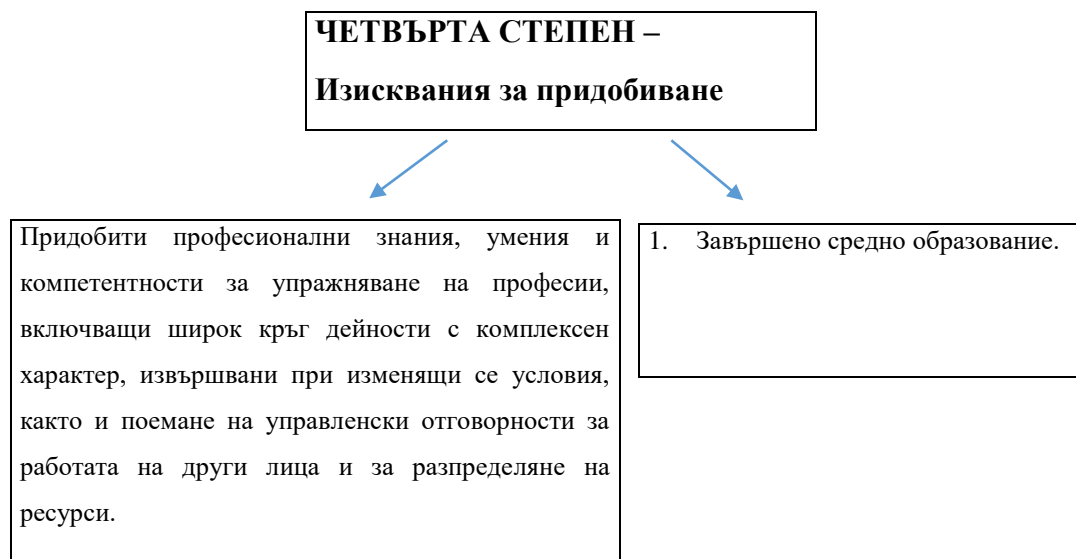 ЧЕТВЪРТА СТЕПЕН –
Изисквания за придобиване
Придобити професионални знания, умения и
компетентности за упражняване на професии,
включващи широк кръг дейности с комплексен
характер, извършвани при изменящи се условия,
както и поемане на управленски отговорности за
работата на други лица и за разпределяне на
ресурси.
1. Завършено средно образование.